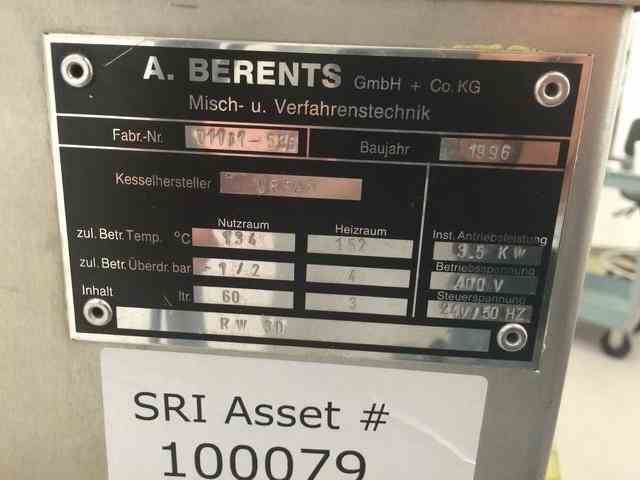 A. BERENTS GmbH + Co.KG
Misch- u. Verfahrenstechnik
Fabr.-Nr. Baujahr 1996
Kesselhersteller
Nutzraum Heizraum
zul. Betr. Temp. °C 134 152 Inst. Antriebsleistung
zul. Betr. Überdr. bar -1/2 4 9.5 KW
Betriebsspannung
400 V
Inhalt ltr. 60 3 Steuerspannung
24V/50 HZ
RW
SRI Asset #
100079